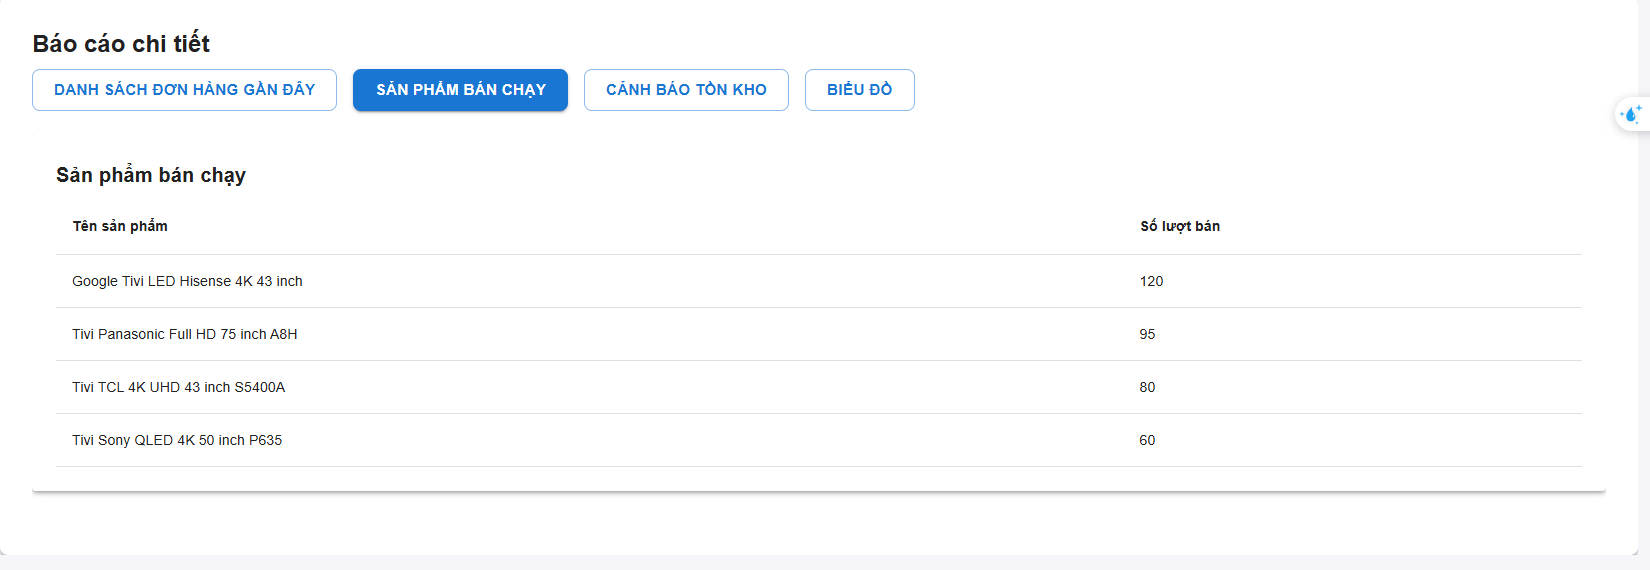 Báo cáo chi tiết
DANH SÁCH ĐƠN HÀNG GẦN ĐÂY SẢN PHẨM BÁN CHẠY CẢNH BÁO TỒN KHO BIỂU ĐỒ
Sản phẩm bán chạy
Tên sản phẩm Số lượt bán
Google Tivi LED Hisense 4K 43 inch 120
Tivi Panasonic Full HD 75 inch A8H 95
Tivi TCL 4K UHD 43 inch S5400A 80
Tivi Sony QLED 4K 50 inch P635 60